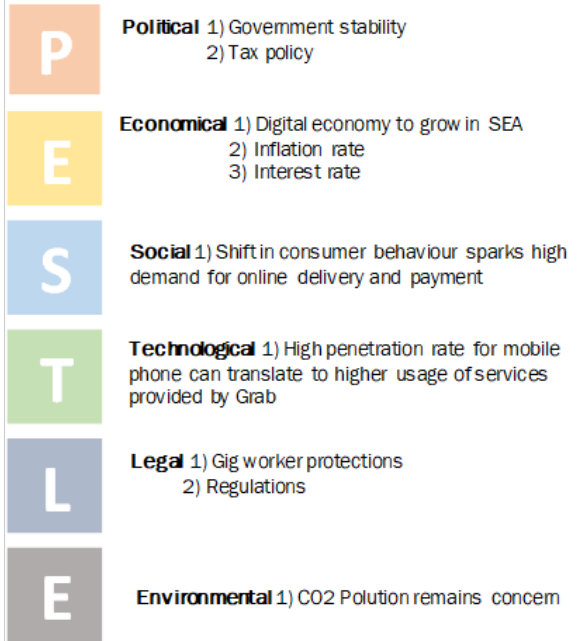 P
Political 1) Government stability
2) Tax policy
E
Economical 1) Digital economy to grow in SEA
2) Inflation rate
3) Interest rate
S
Social 1) Shift in consumer behaviour sparks high
demand for online delivery and payment
T
Technological 1) High penetration rate for mobile
phone can translate to higher usage of services
provided by Grab
L
Legal 1) Gig worker protections
2) Regulations
E
Environmental 1) CO2 Polution remains concern